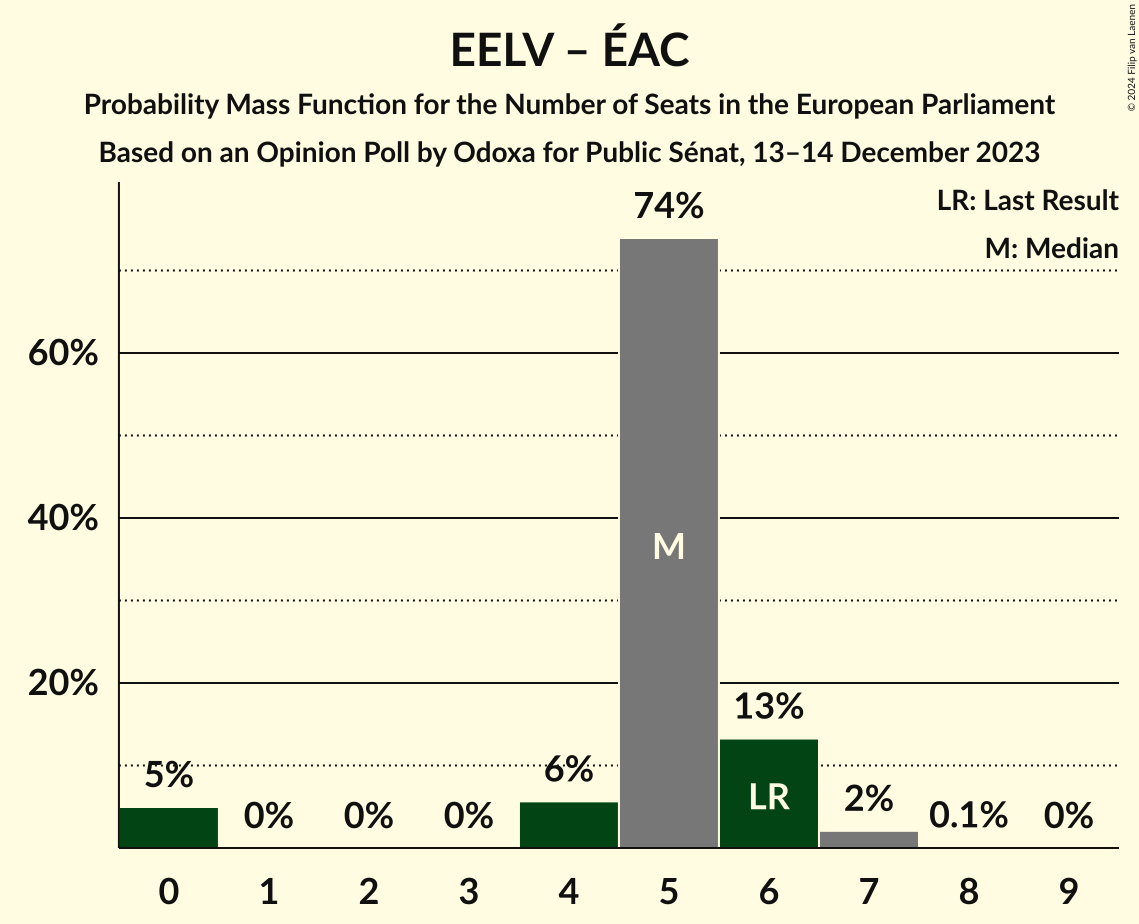 EELV – ÉAC
Probability Mass Function for the Number of Seats in the European Parliament
Based on an Opinion Poll by Odoxa for Public Sénat, 13–14 December 2023
© 2024 Filip van Laenen
LR: Last Result
M: Median
74%
60%
40%
20%
M
13%
5%
0%
0%
0%
6%
LR
2%
0.1%
0%
0 1 2 3 4 5 6 7 8 9